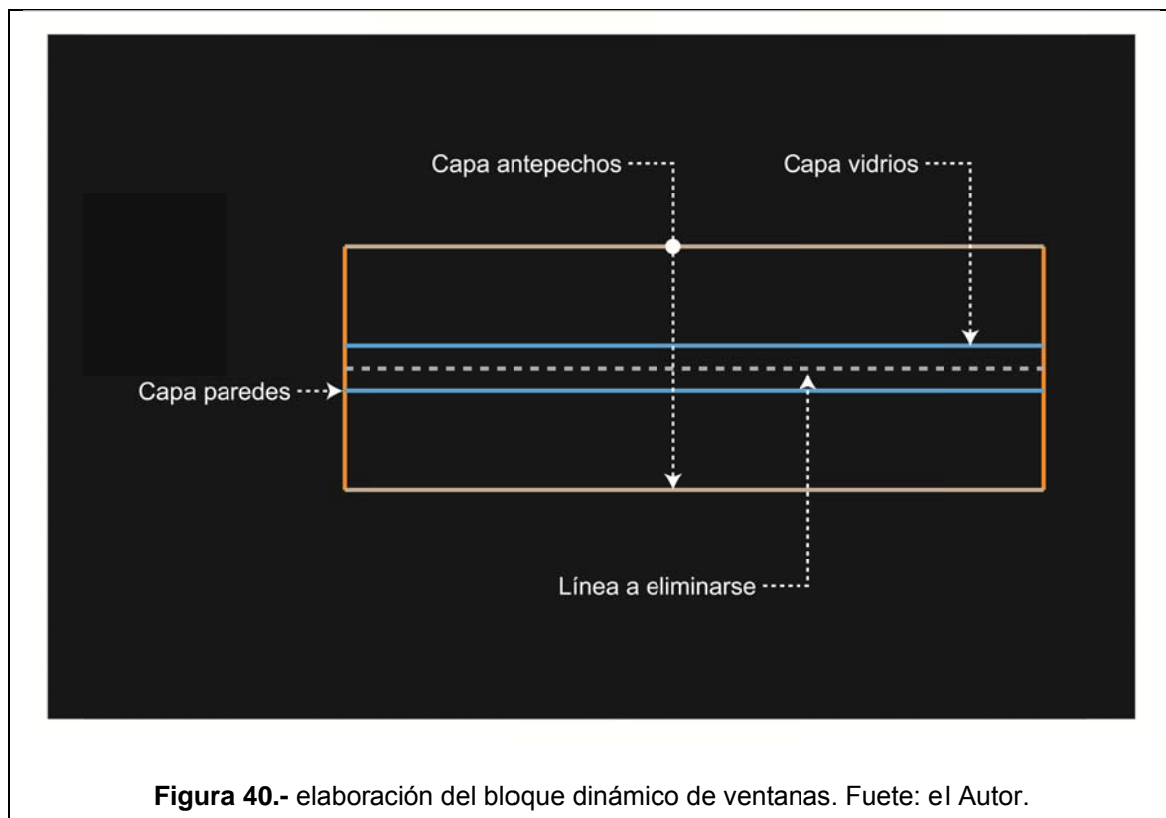 Capa antepechos
Capa vidrios
Capa paredes
Línea a eliminarse
Figura 40.- elaboración del bloque dinámico de ventanas. Fuete: el Autor.